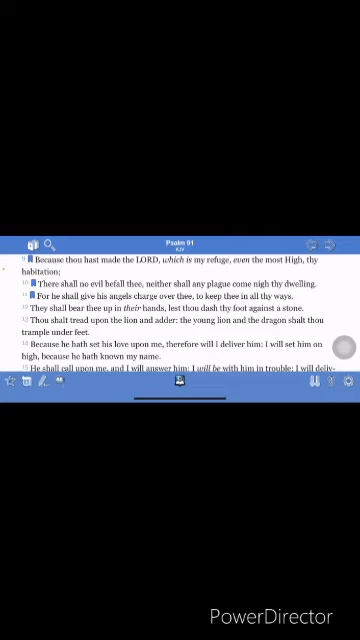 Psalm 91
KJV
9 Because thou hast made the LORD, which is my refuge, even the most High, thy
habitation;
10 There shall no evil befall thee, neither shall any plague come nigh thy dwelling.
11 For he shall give his angels charge over thee, to keep thee in all thy ways.
12 They shall bear thee up in their hands, lest thou dash thy foot against a stone.
13 Thou shalt tread upon the lion and adder: the young lion and the dragon shalt thou
trample under feet.
14 Because he hath set his love upon me, therefore will I deliver him: I will set him on
high, because he hath known my name.
15 He shall call upon me, and I will answer him: I will be with him in trouble; I will deliv-
PowerDirector